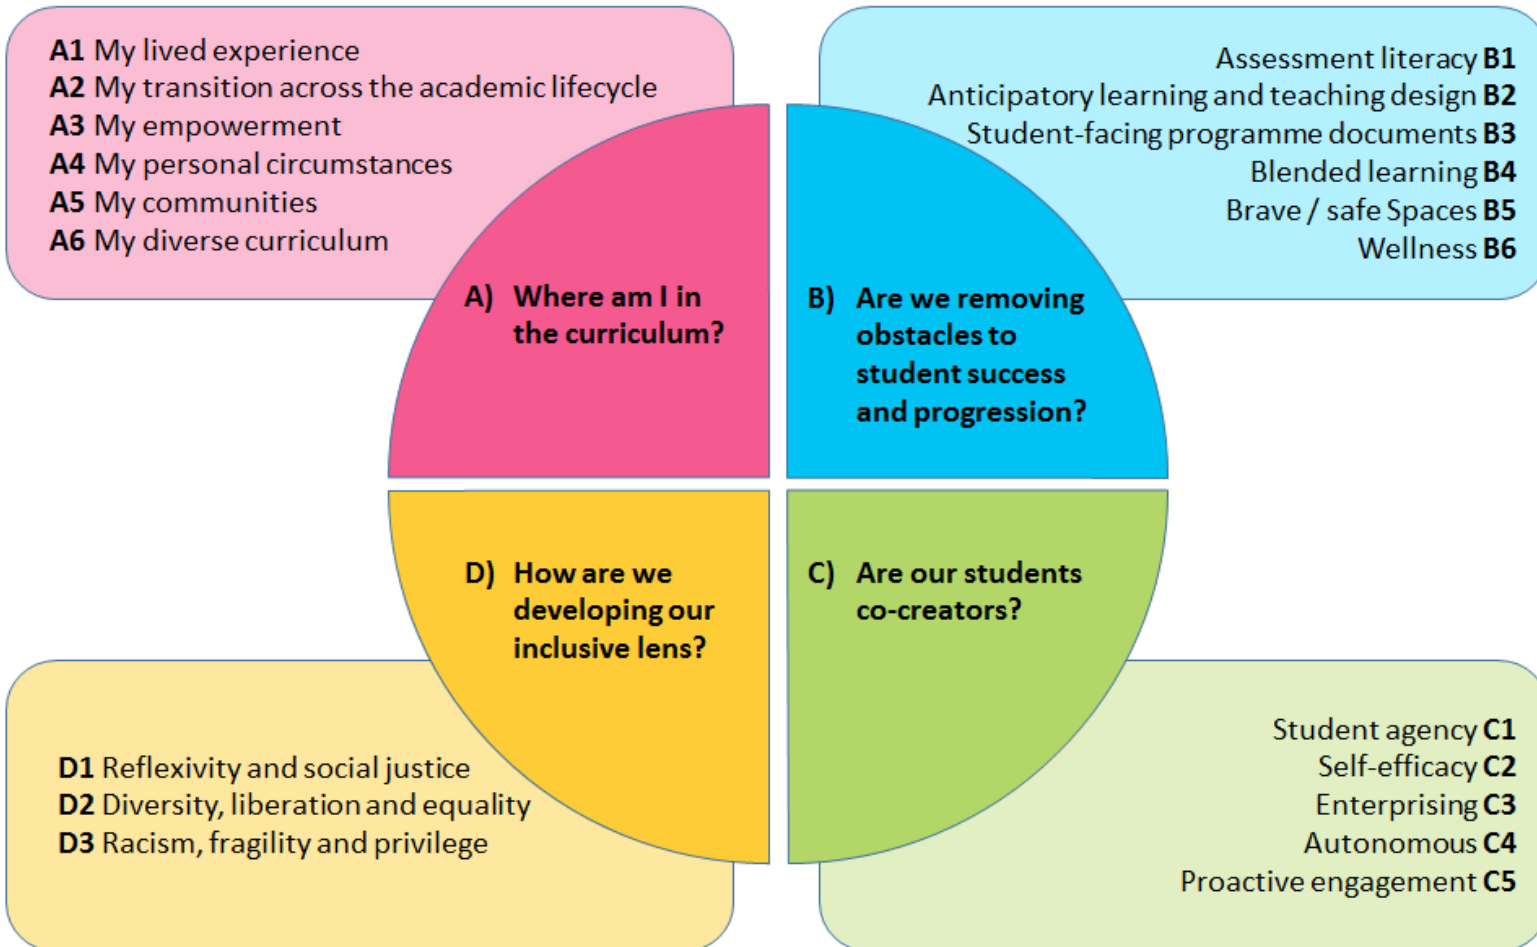 A1 My lived experience
A2 My transition across the academic lifecycle
A3 My empowerment
A4 My personal circumstances
A5 My communities
A6 My diverse curriculum
Assessment literacy B1
Anticipatory learning and teaching design B2
Student-facing programme documents B3
Blended learning B4
Brave / safe Spaces B5
Wellness B6
A) Where am I in
the curriculum?
B) Are we removing
obstacles to
student success
and progression?
D) How are we
developing our
inclusive lens?
C) Are our students
co-creators?
D1 Reflexivity and social justice
D2 Diversity, liberation and equality
D3 Racism, fragility and privilege
Student agency C1
Self-efficacy C2
Enterprising C3
Autonomous C4
Proactive engagement C5